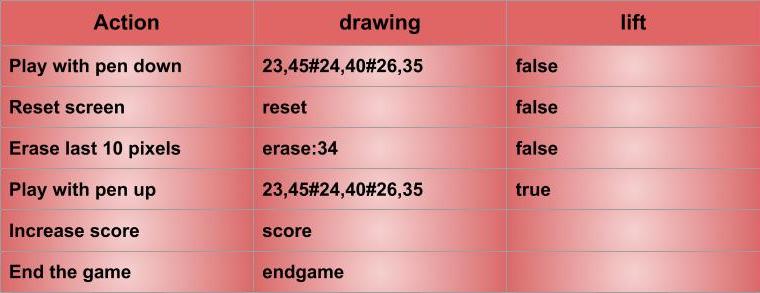 Action drawing lift
Play with pen down 23,45#24,40#26,35 false
Reset screen reset false
Erase last 10 pixels erase:34 false
Play with pen up 23,45#24,40#26,35 true
Increase score score
End the game endgame